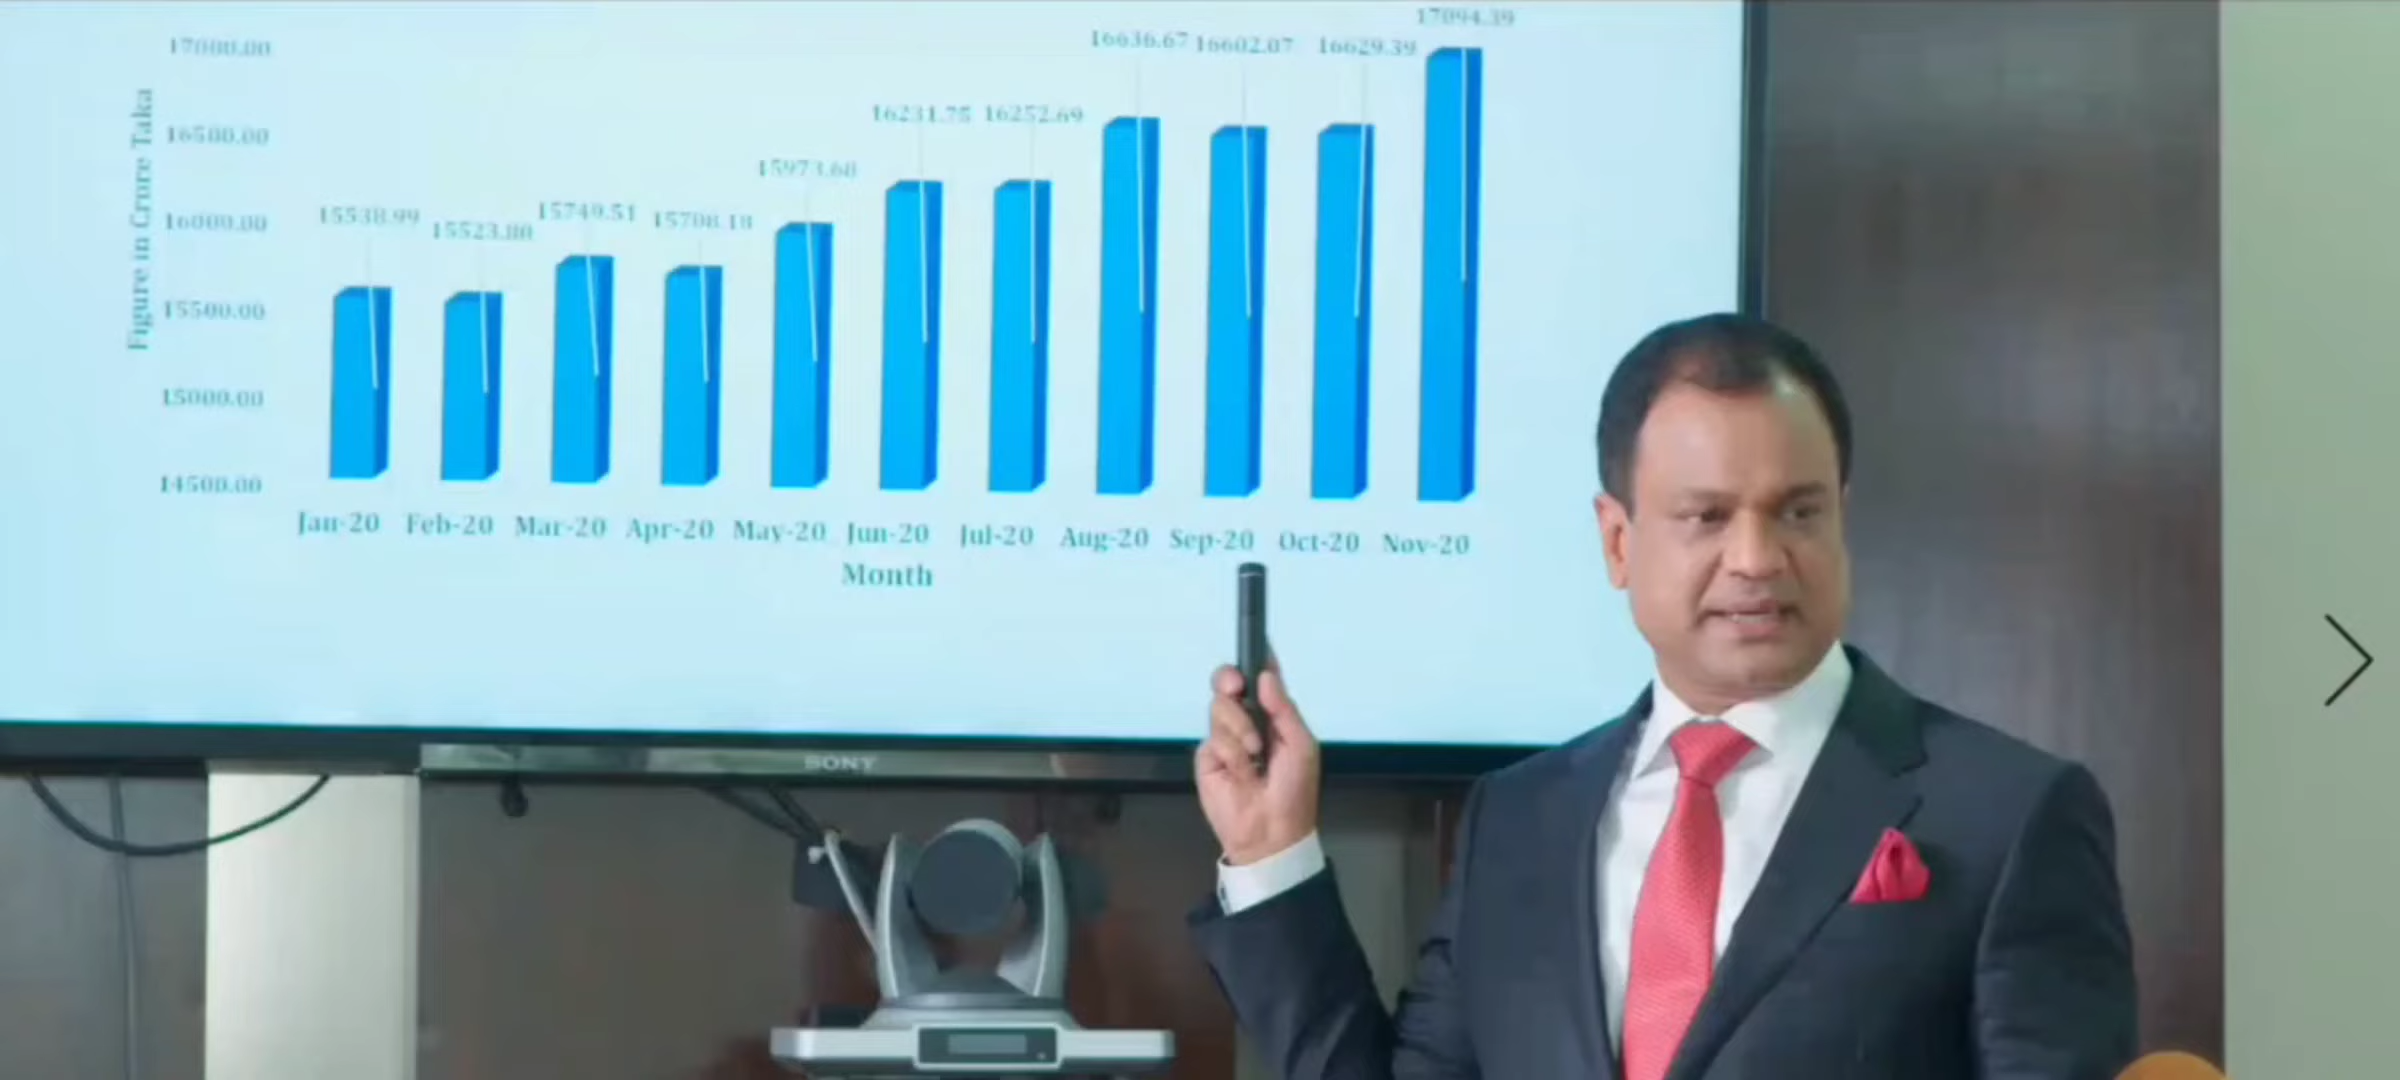 17094.39
16636.67 16602.07 16629.39
17000.00
16231.75 16252.69
16500.00
15973.60
15538.99 15523.80 15749.51 15708.18
16000.00
15500.00
15000.00
14500.00
Figure in Crore Taka
Jan-20 Feb-20 Mar-20 Apr-20 May-20 Jun-20 Jul-20 Aug-20 Sep-20 Oct-20 Nov-20
Month
SONY